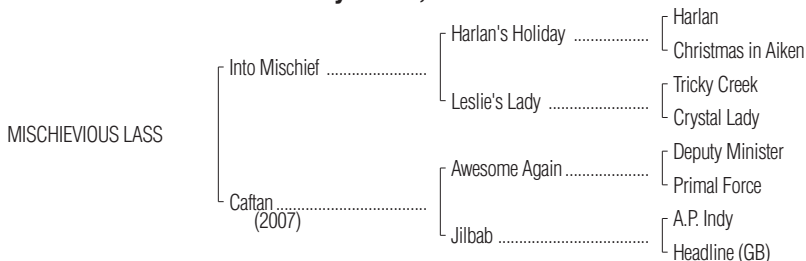 Harlan
Harlan's Holiday ...................
Christmas in Aiken
Into Mischief .........................
Tricky Creek
Leslie's Lady .........................
Crystal Lady
MISCHIEVIOUS LASS
Deputy Minister
Awesome Again .....................
Primal Force
Caftan .....................................
(2007)
A.P. Indy
Jilbab .....................................
Headline (GB)